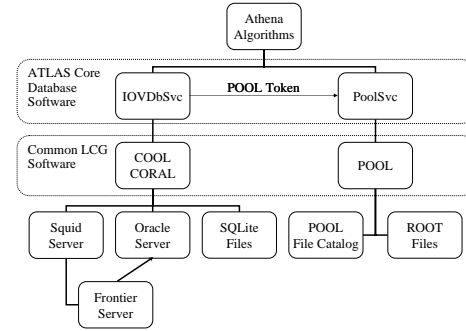 Athena
Algorithms
ATLAS Core
Database
Software
IOVDbSvc
POOL Token
PoolSvc
Common LCG
Software
COOL
CORAL
POOL
Squid
Server
Oracle
Server
SQLite
Files
POOL
File Catalog
ROOT
Files
Frontier
Server